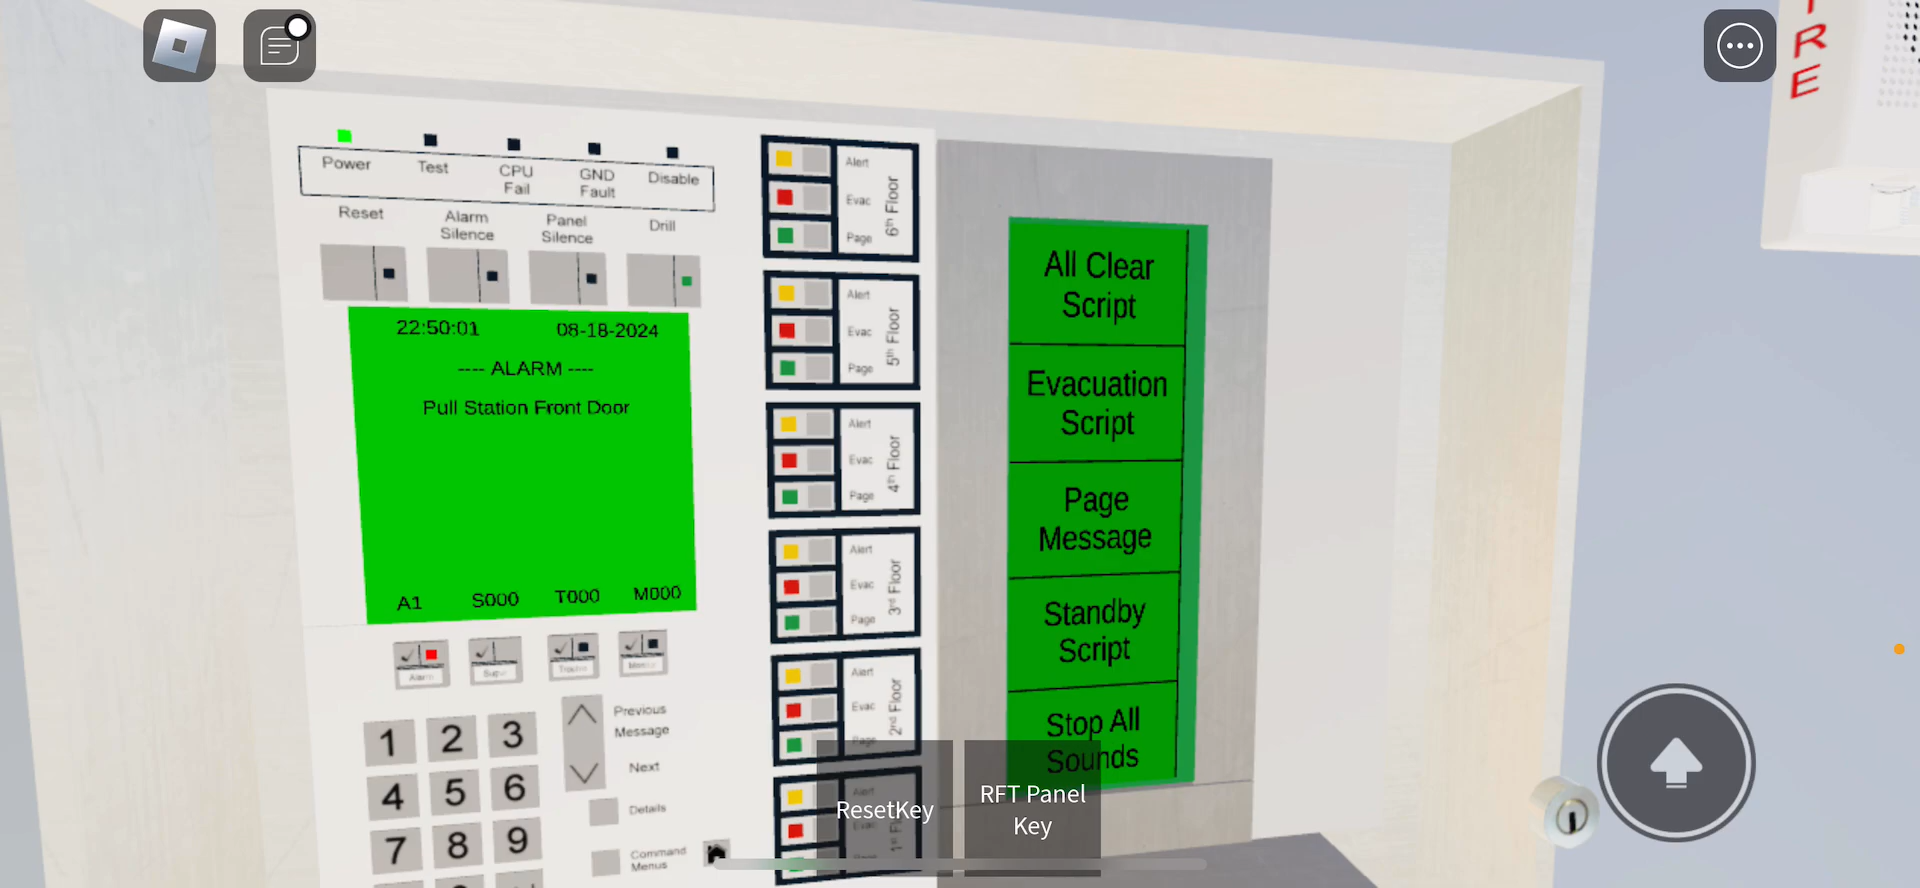 Power
Test
CPU
Fail
GND
Fault
Disable
Reset
Alarm
Silence
Panel
Silence
Drill
22:50:01 08-18-2024
---- ALARM ----
Pull Station Front Door
A1 S000 T000 M000
Alarm
1 2 3
4 5 6
7 8 9
Previous
Message
Next
Details
Command
Menus
Alert
Evac
Page
6th Floor
Alert
Evac
Page
5th Floor
Alert
Evac
Page
4th Floor
Alert
Evac
Page
3rd Floor
Alert
Evac
Page
2nd Floor
Alert
All Clear
Script
Evacuation
Script
Page
Message
Standby
Script
Stop All
Sounds
ResetKey
RFT Panel
Key
R
E